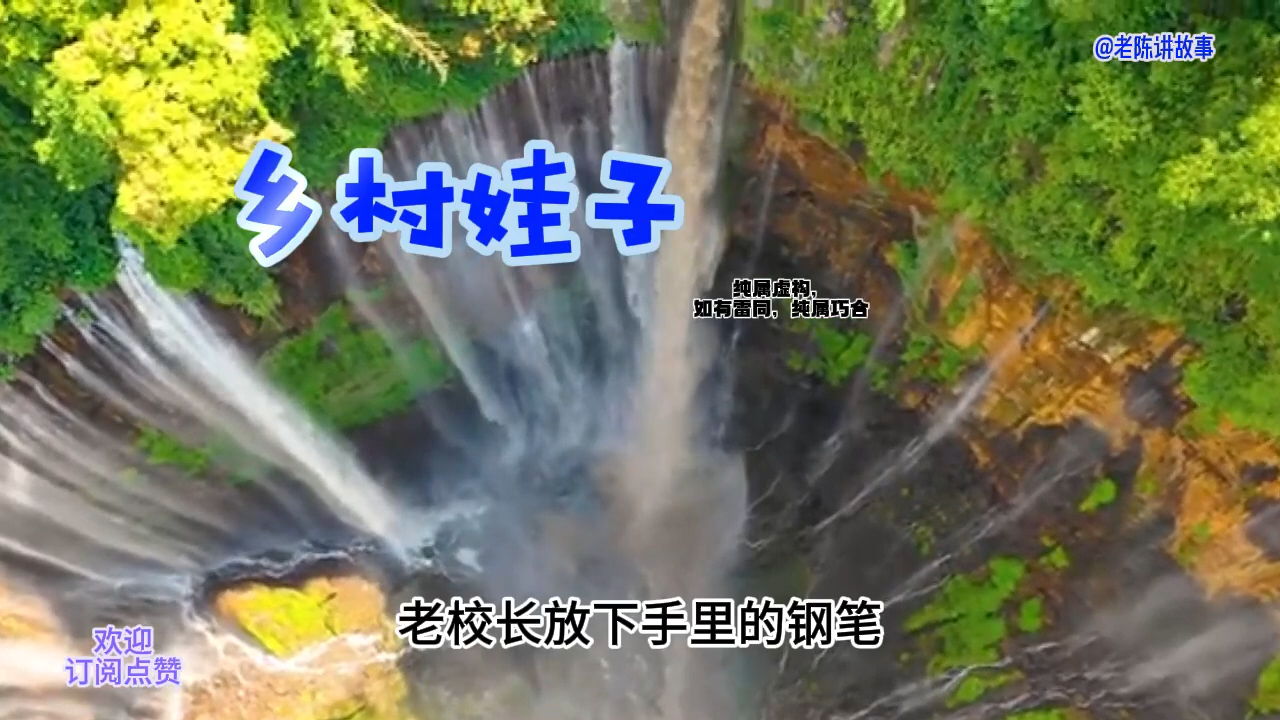 @老陈讲故事
乡村娃子
纯属虚构,
如有雷同,纯属巧合
老校长放下手里的钢笔
欢迎
订阅点赞